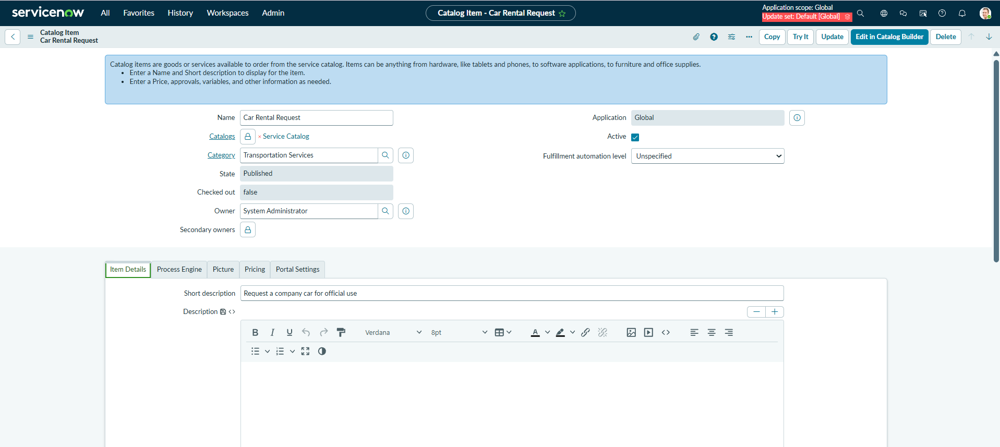 servicenow
All Favorites History Workspaces Admin
Catalog Item - Car Rental Request
Application scope: Global
Update set: Default [Global]
Catalog Item
Car Rental Request
Copy Try It Update Edit in Catalog Builder Delete
Catalog items are goods or services available to order from the service catalog. Items can be anything from hardware, like tablets and phones, to software applications, to furniture and office supplies.
• Enter a Name and Short description to display for the item.
• Enter a Price, approvals, variables, and other information as needed.
Name Car Rental Request
Application Global
Catalogs × Service Catalog
Active
Category Transportation Services
Fulfillment automation level Unspecified
State Published
Checked out false
Owner System Administrator
Secondary owners
Item Details Process Engine Picture Pricing Portal Settings
Short description Request a company car for official use
Description
B I U Verdana 8pt A